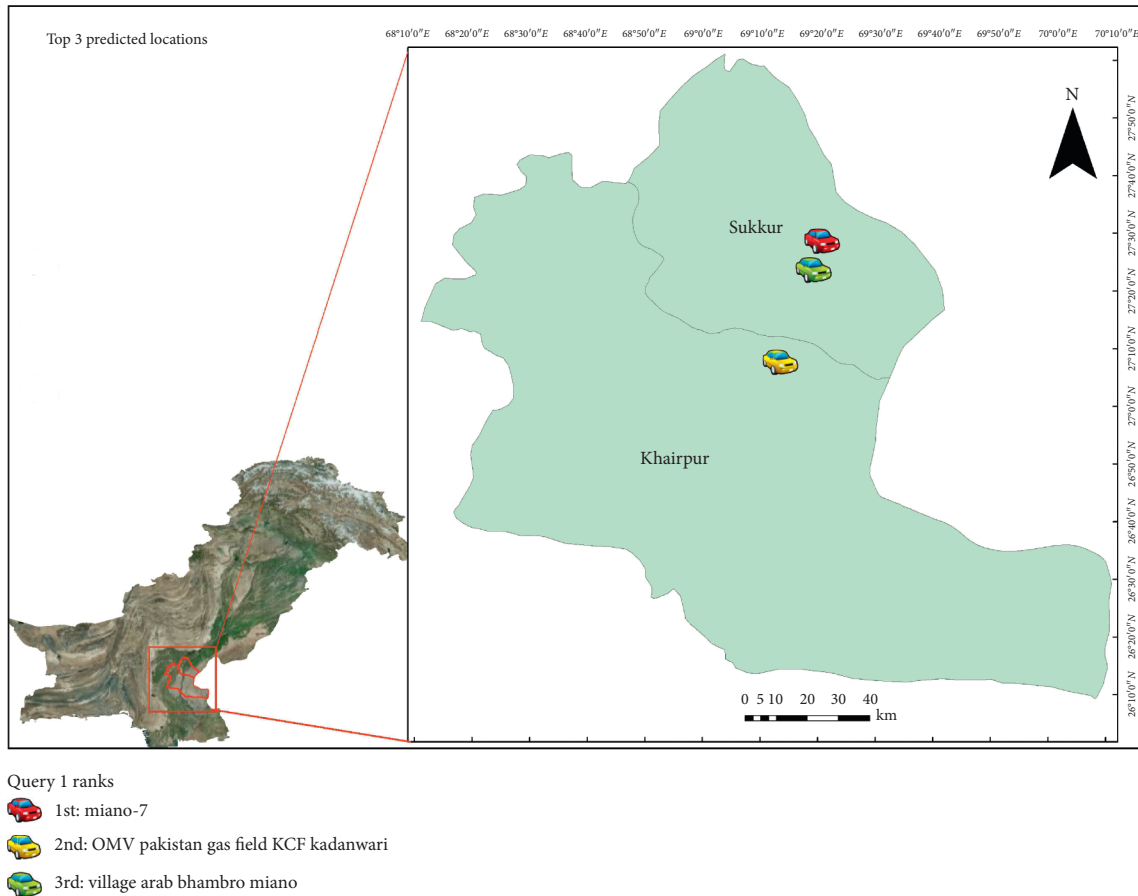 Top 3 predicted locations
68°10′0″E 68°20′0″E 68°30′0″E 68°40′0″E 68°50′0″E 69°0′0″E 69°10′0″E 69°20′0″E 69°30′0″E 69°40′0″E 69°50′0″E 70°0′0″E 70°10′0″E
N
27°50′0″N
27°40′0″N
27°30′0″N
27°20′0″N
27°10′0″N
27°0′0″N
26°50′0″N
26°40′0″N
26°30′0″N
26°20′0″N
26°10′0″N
Sukkur
Khairpur
0 5 10 20 30 40
km
Query 1 ranks
1st: miano-7
2nd: OMV pakistan gas field KCF kadanwari
3rd: village arab bhambro miano